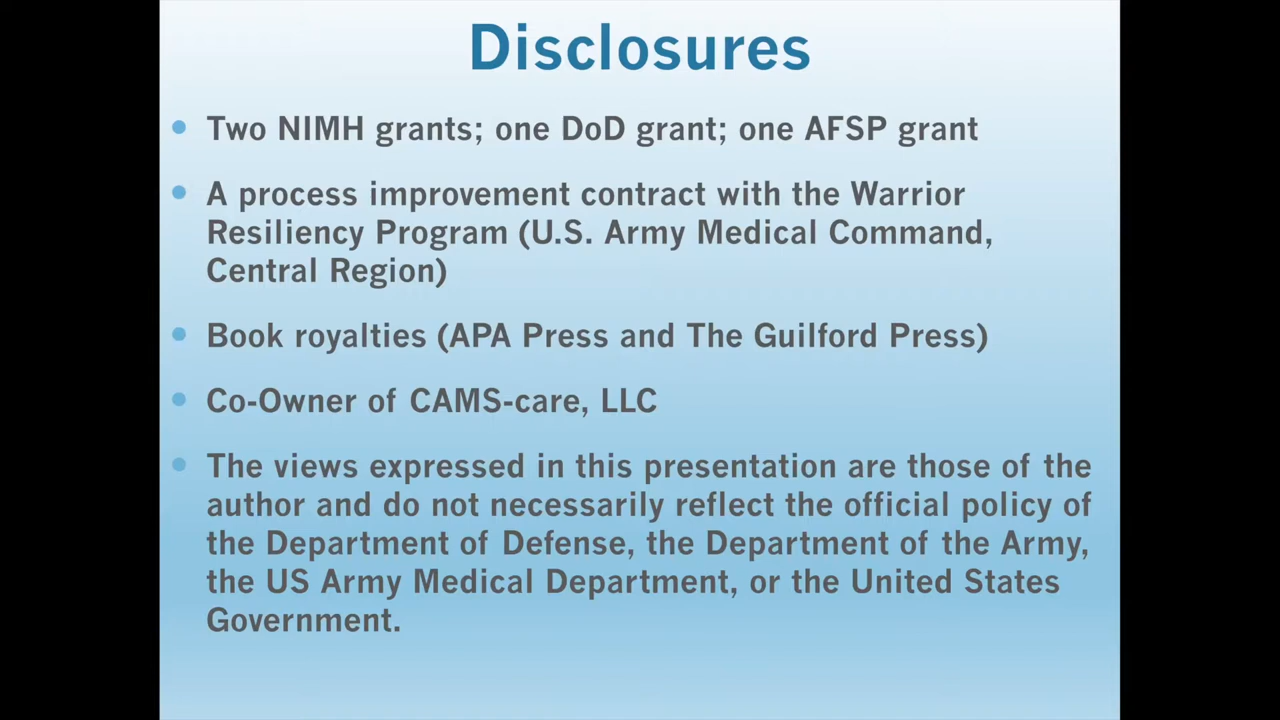 Disclosures
• Two NIMH grants; one DoD grant; one AFSP grant
• A process improvement contract with the Warrior
Resiliency Program (U.S. Army Medical Command,
Central Region)
• Book royalties (APA Press and The Guilford Press)
• Co-Owner of CAMS-care, LLC
• The views expressed in this presentation are those of the
author and do not necessarily reflect the official policy of
the Department of Defense, the Department of the Army,
the US Army Medical Department, or the United States
Government.